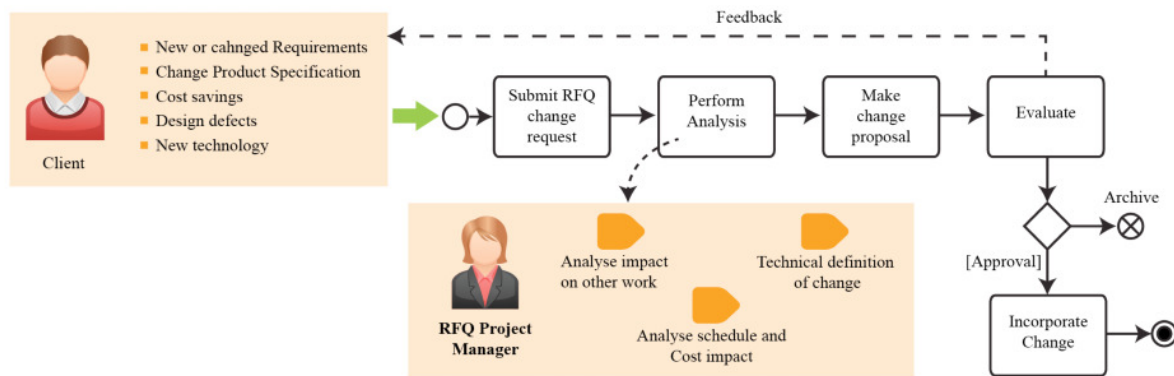 Feedback
New or cahnged Requirements
Change Product Specification
Cost savings
Design defects
New technology
Client
Submit RFQ
change
request
Perform
Analysis
Make
change
proposal
Evaluate
Archive
[Approval]
Incorporate
Change
RFQ Project
Manager
Analyse impact
on other work
Technical definition
of change
Analyse schedule and
Cost impact